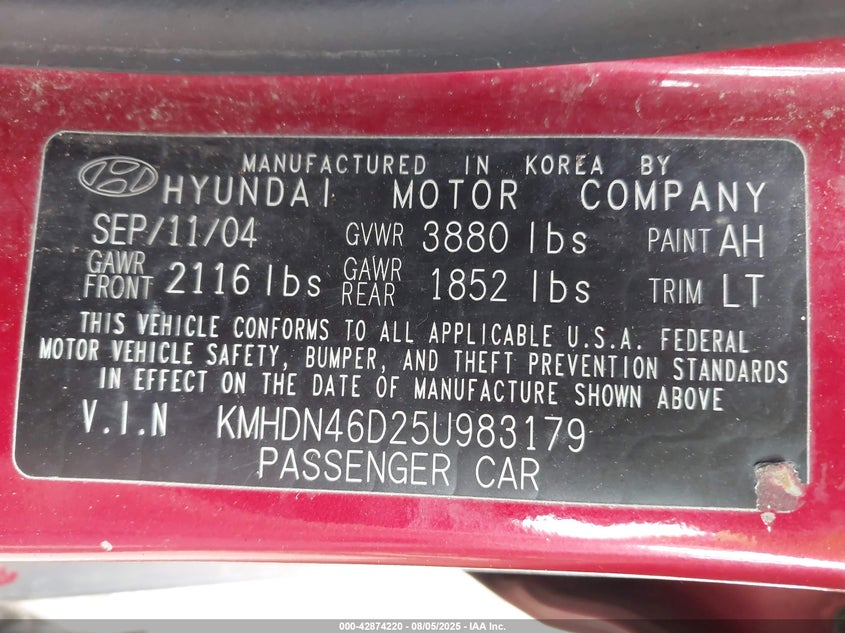 MANUFACTURED IN KOREA BY
HYUNDAI MOTOR COMPANY
SEP/11/04 GVWR 3880 lbs PAINT AH
GAWR FRONT 2116 lbs GAWR REAR 1852 lbs TRIM LT
THIS VEHICLE CONFORMS TO ALL APPLICABLE U.S.A. FEDERAL
MOTOR VEHICLE SAFETY, BUMPER, AND THEFT PREVENTION STANDARDS
IN EFFECT ON THE DATE OF MANUFACTURE SHOWN ABOVE
V.I.N KMHDN46D25U983179
PASSENGER CAR
000-42874220 - 08/05/2025 - IAA Inc.